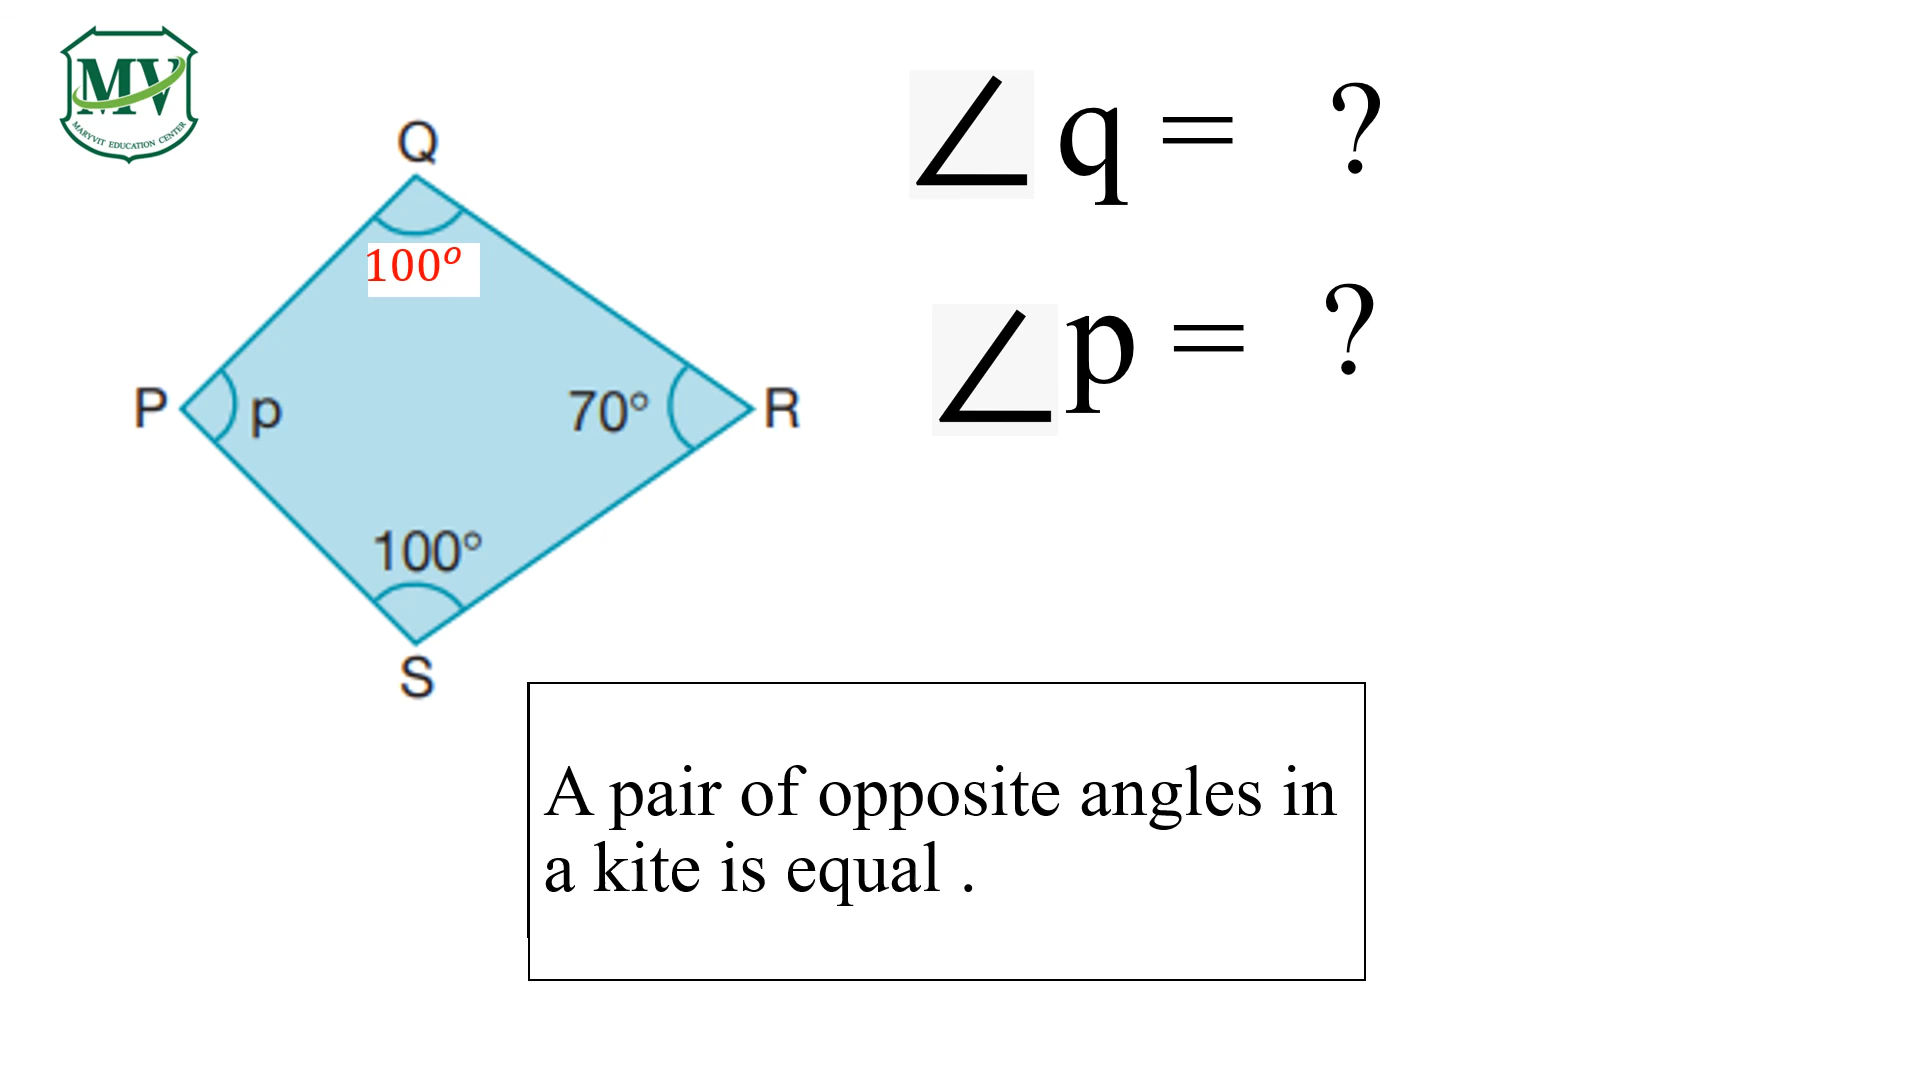 MV
MARYVIT EDUCATION CENTER
∠q = ?
Q
100°
∠p = ?
P
p
70°
R
100°
S
A pair of opposite angles in
a kite is equal .